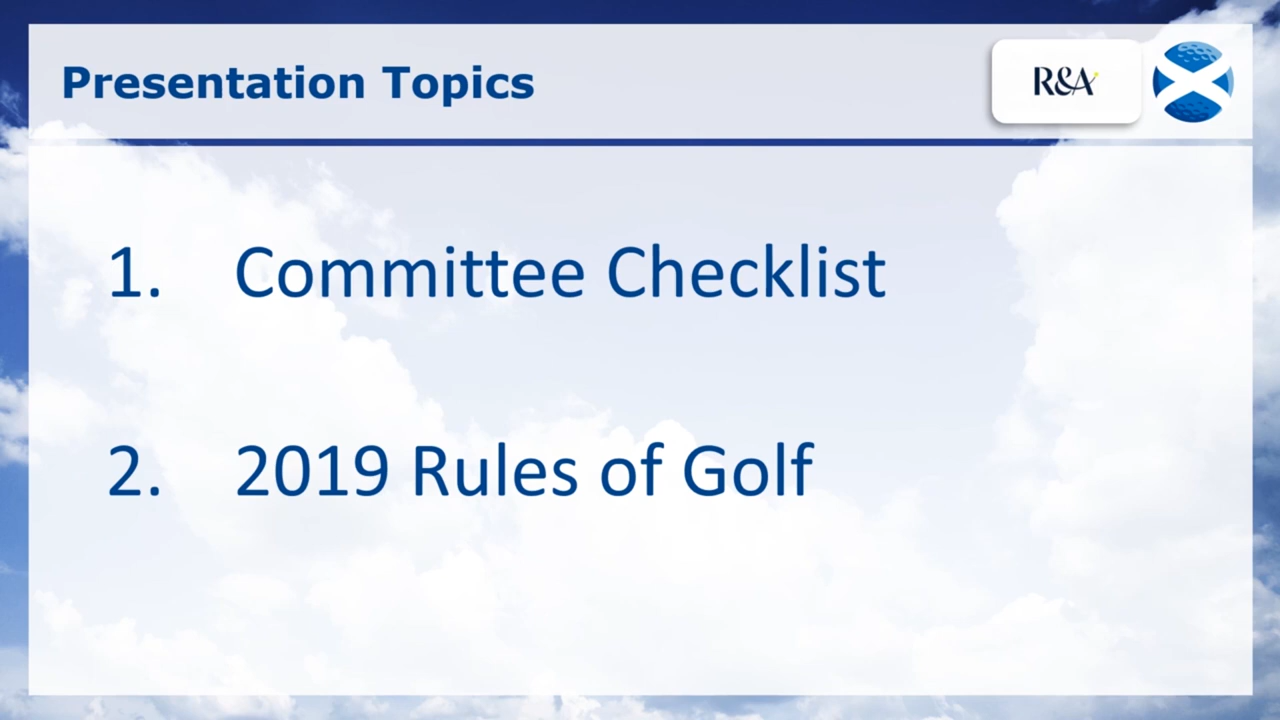 Presentation Topics
R&A
1. Committee Checklist
2. 2019 Rules of Golf